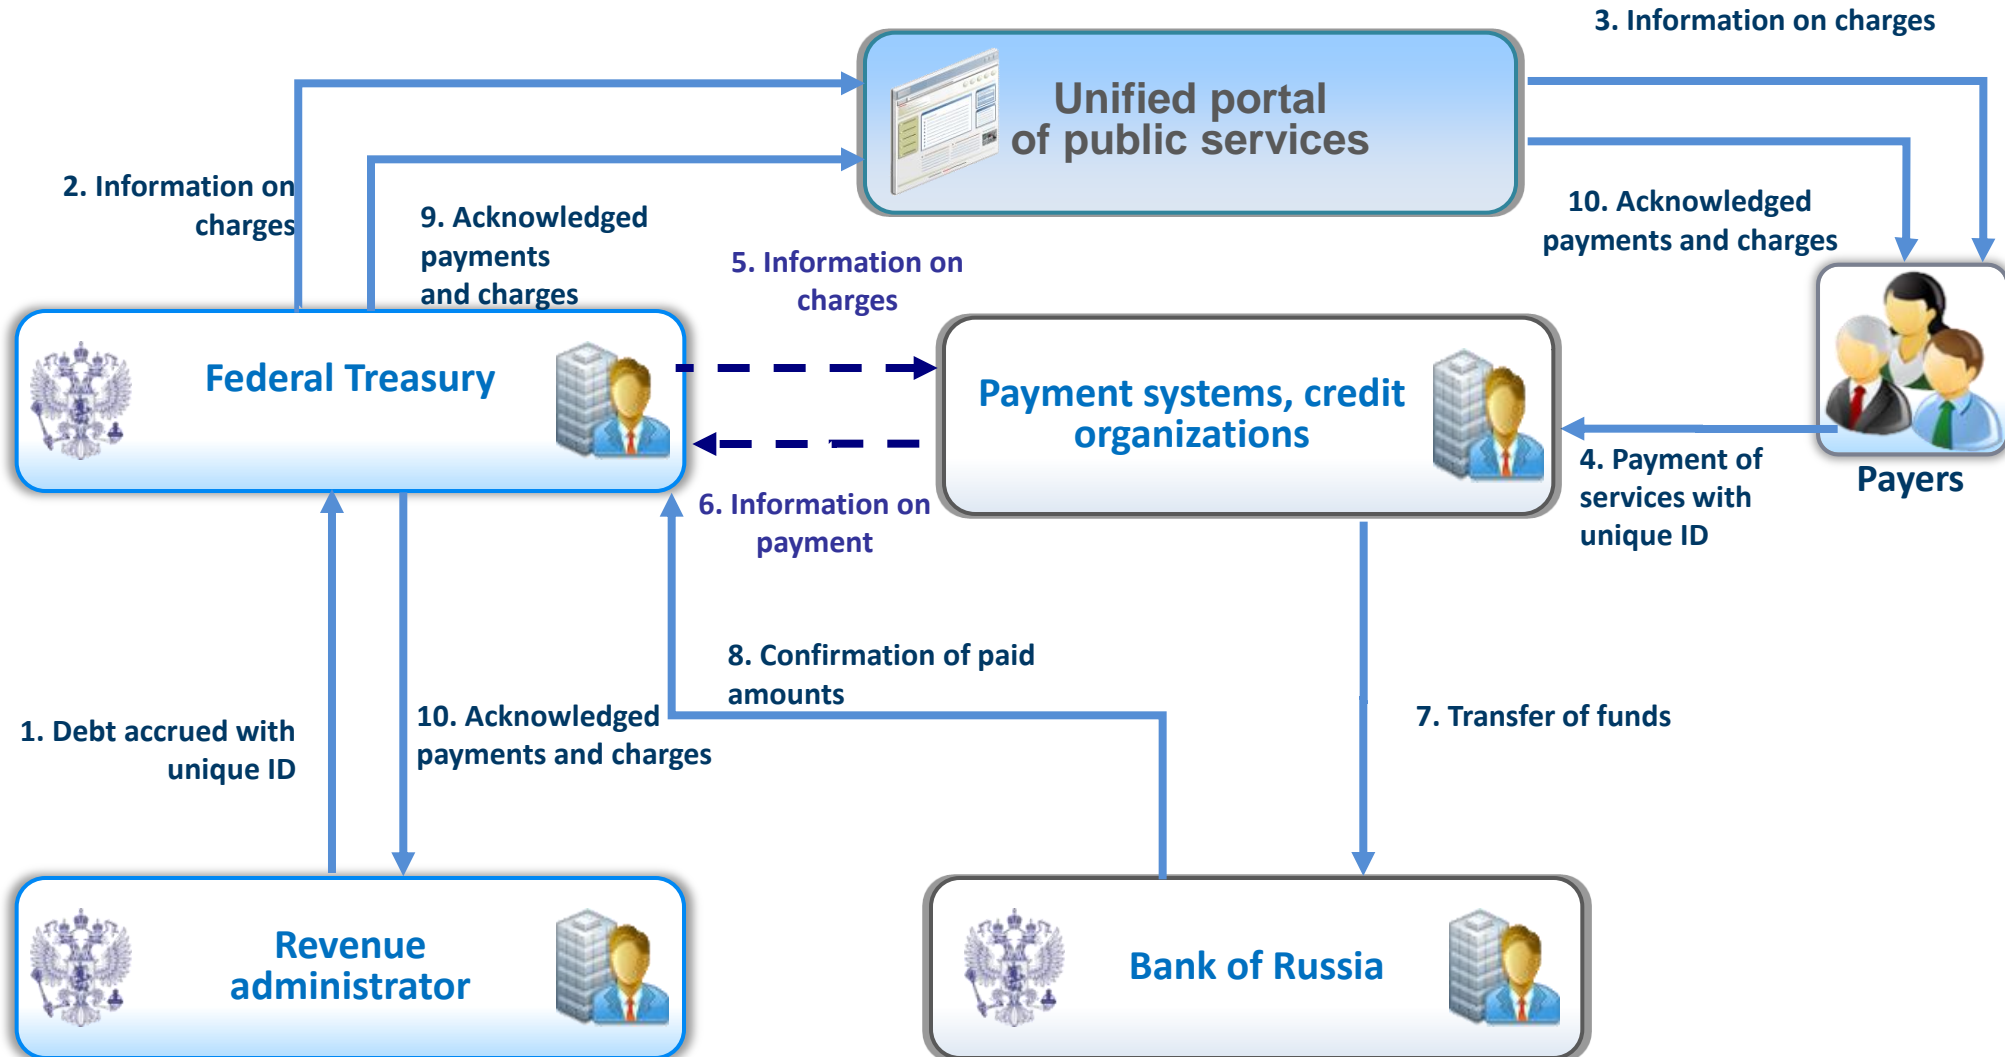 3. Information on charges
Unified portal
of public services
2. Information on
charges
9. Acknowledged
payments
and charges
10. Acknowledged
payments and charges
5. Information on
charges
Federal Treasury
Payment systems, credit
organizations
4. Payment of
services with
unique ID
Payers
6. Information on
payment
8. Confirmation of paid
amounts
1. Debt accrued with
unique ID
10. Acknowledged
payments and charges
7. Transfer of funds
Revenue
administrator
Bank of Russia